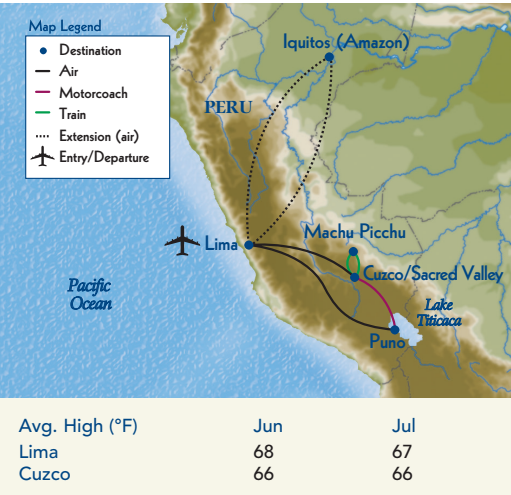 Map Legend
Destination
Air
Motorcoach
Train
Extension (air)
Entry/Departure
Iquitos (Amazon)
PERU
Lima
Machu Picchu
Cuzco/Sacred Valley
Pacific
Ocean
Lake
Titicaca
Puno
Avg. High (°F) Jun Jul
Lima 68 67
Cuzco 66 66